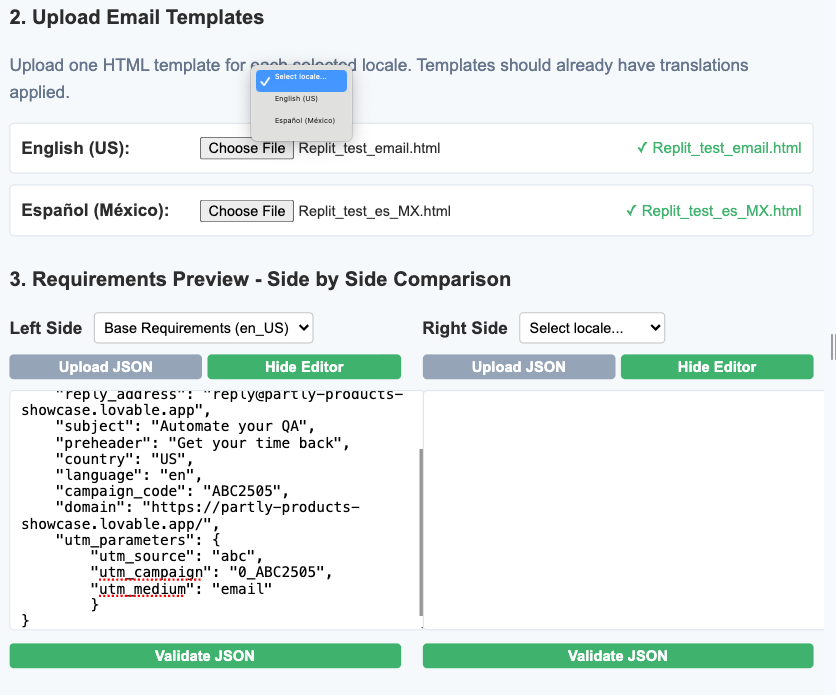 2. Upload Email Templates
Upload one HTML template for each selected locale. Templates should already have translations
applied.
✓ Select locale...
English (US)
Español (México)
English (US):
Choose File Replit_test_email.html
✓ Replit_test_email.html
Español (México):
Choose File Replit_test_es_MX.html
✓ Replit_test_es_MX.html
3. Requirements Preview - Side by Side Comparison
Left Side Base Requirements (en_US)
Right Side Select locale...
Upload JSON Hide Editor
Upload JSON Hide Editor
"reply_address": "reply@partly-products-
showcase.lovable.app",
"subject": "Automate your QA",
"preheader": "Get your time back",
"country": "US",
"language": "en",
"campaign_code": "ABC2505",
"domain": "https://partly-products-
showcase.lovable.app/",
"utm_parameters": {
"utm_source": "abc",
"utm_campaign": "0_ABC2505",
"utm_medium": "email"
}
}
Validate JSON
Validate JSON